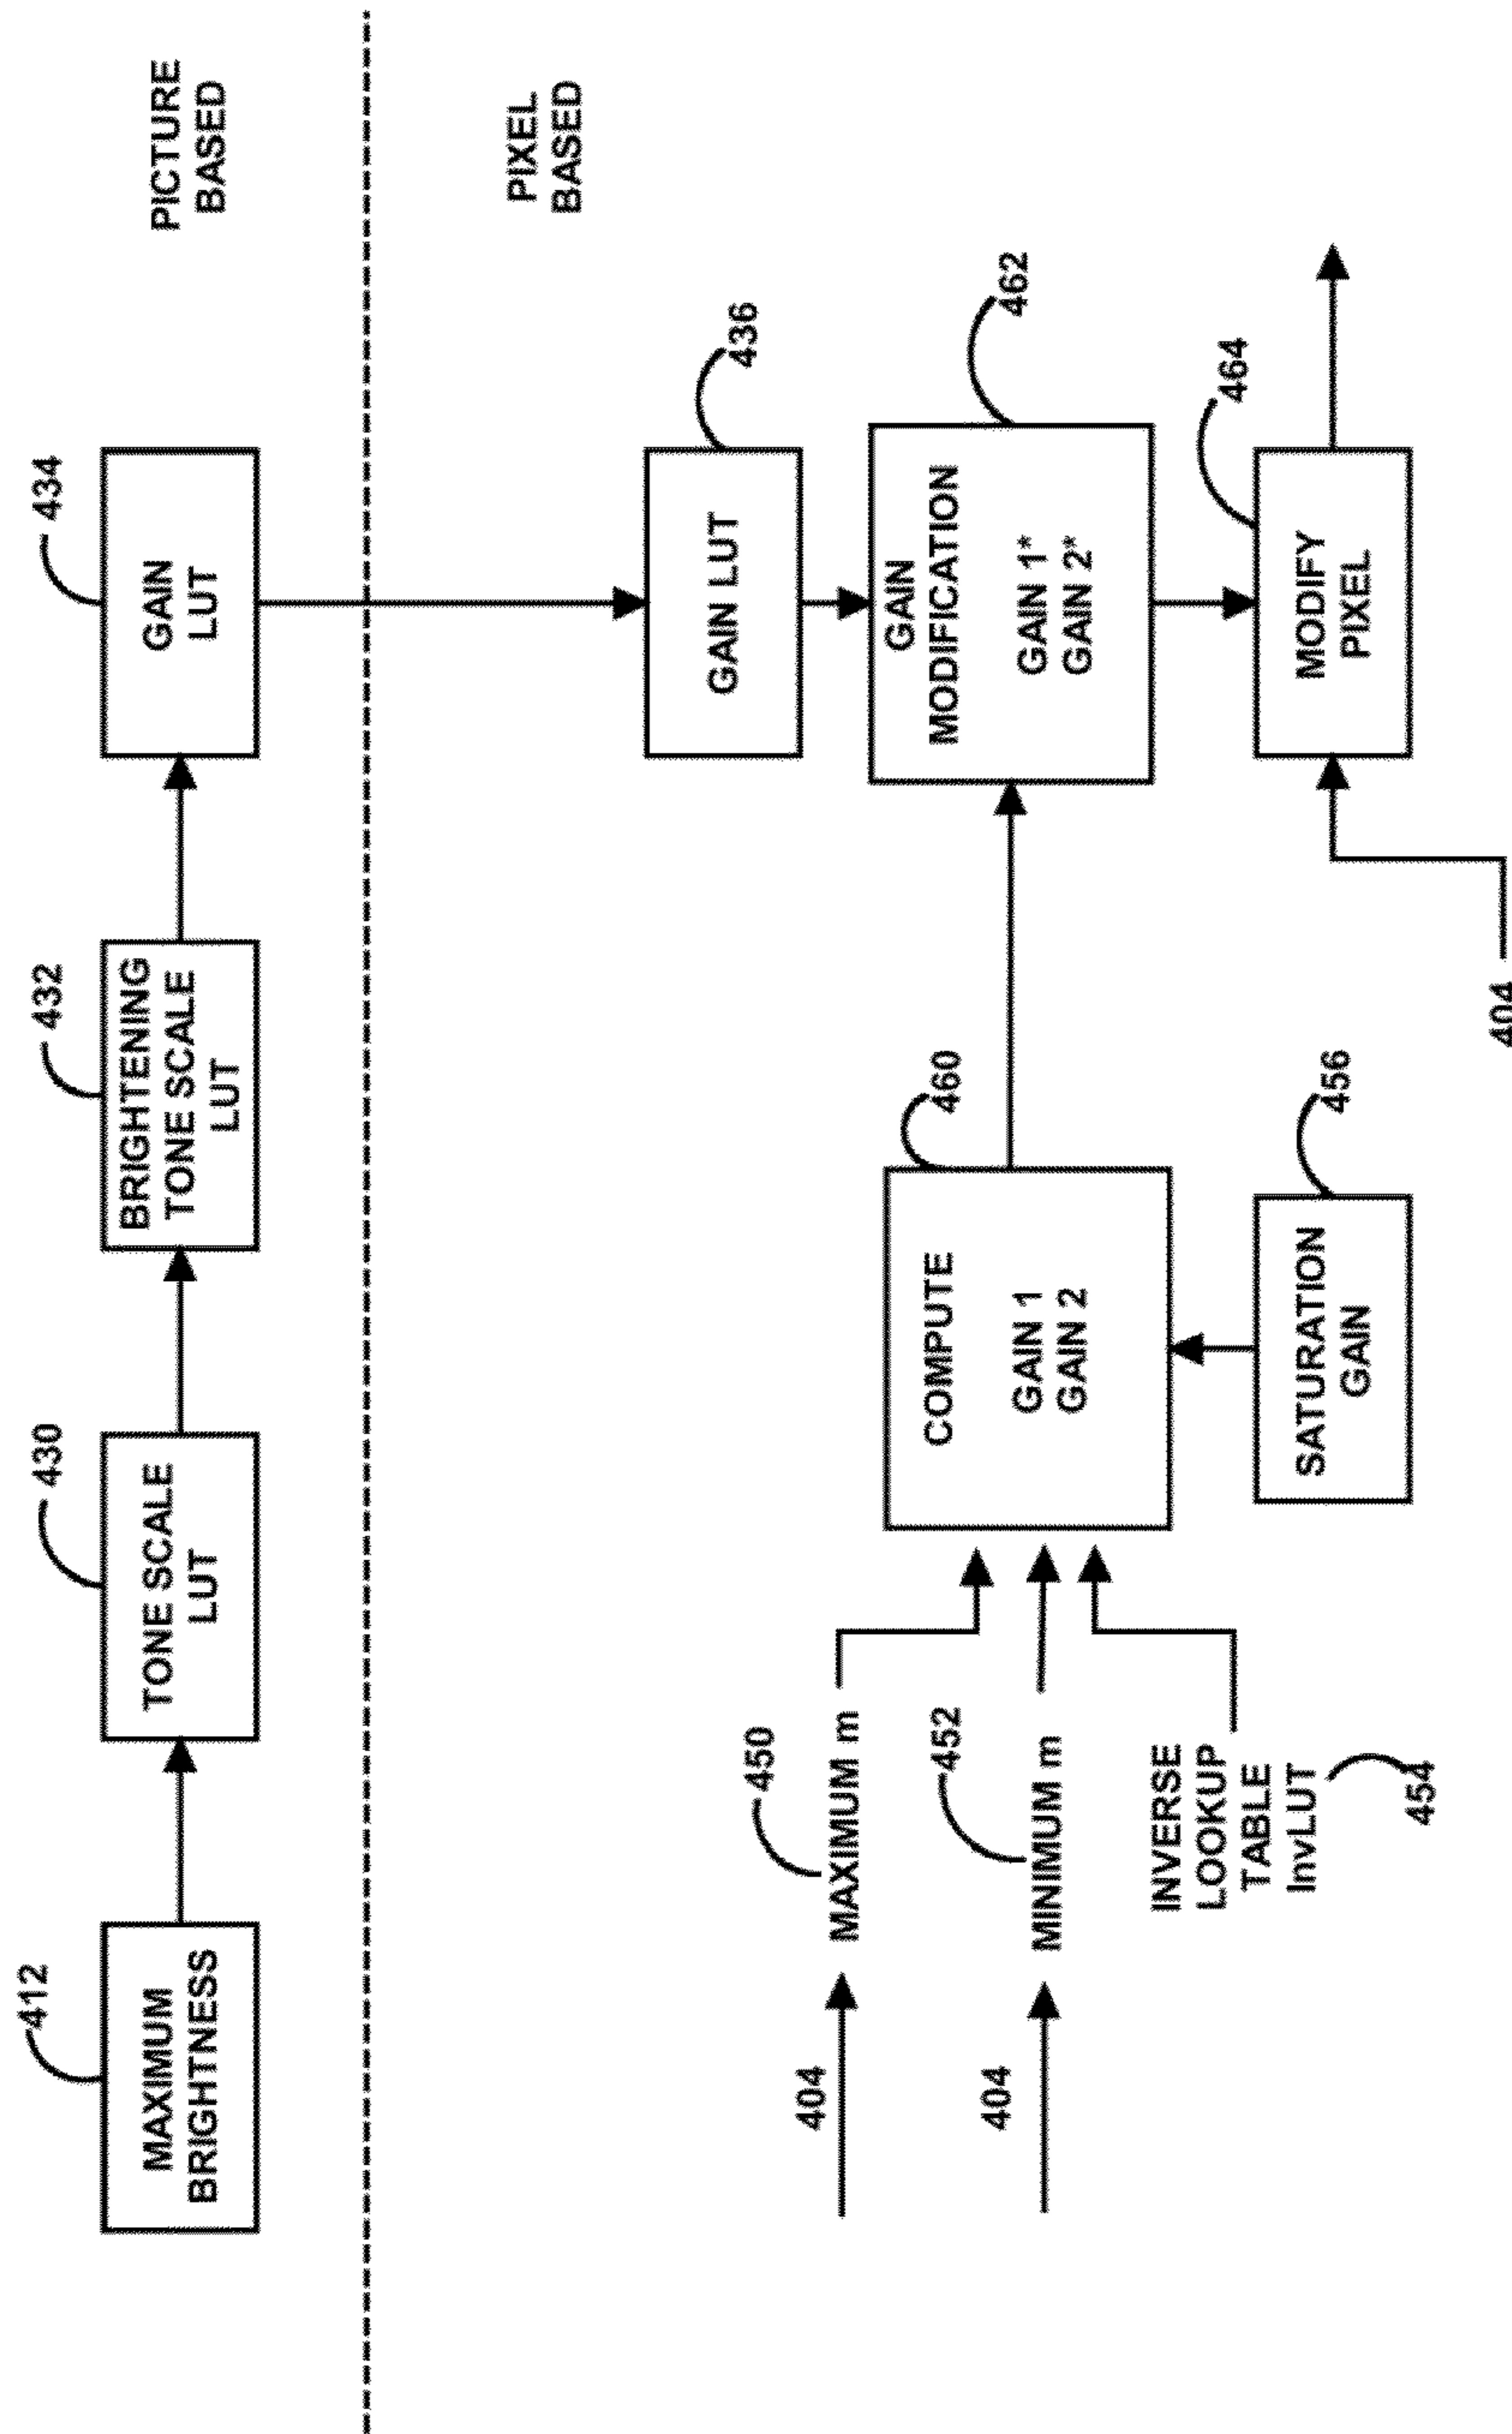 PICTURE
BASED
412
MAXIMUM
BRIGHTNESS
430
TONE SCALE
LUT
432
BRIGHTENING
TONE SCALE
LUT
434
GAIN
LUT
PIXEL
BASED
436
GAIN LUT
404
450
MAXIMUM m
404
452
MINIMUM m
INVERSE
LOOKUP
TABLE
InvLUT
454
460
COMPUTE
GAIN 1
GAIN 2
456
SATURATION
GAIN
462
GAIN
MODIFICATION
GAIN 1*
GAIN 2*
464
MODIFY
PIXEL
404